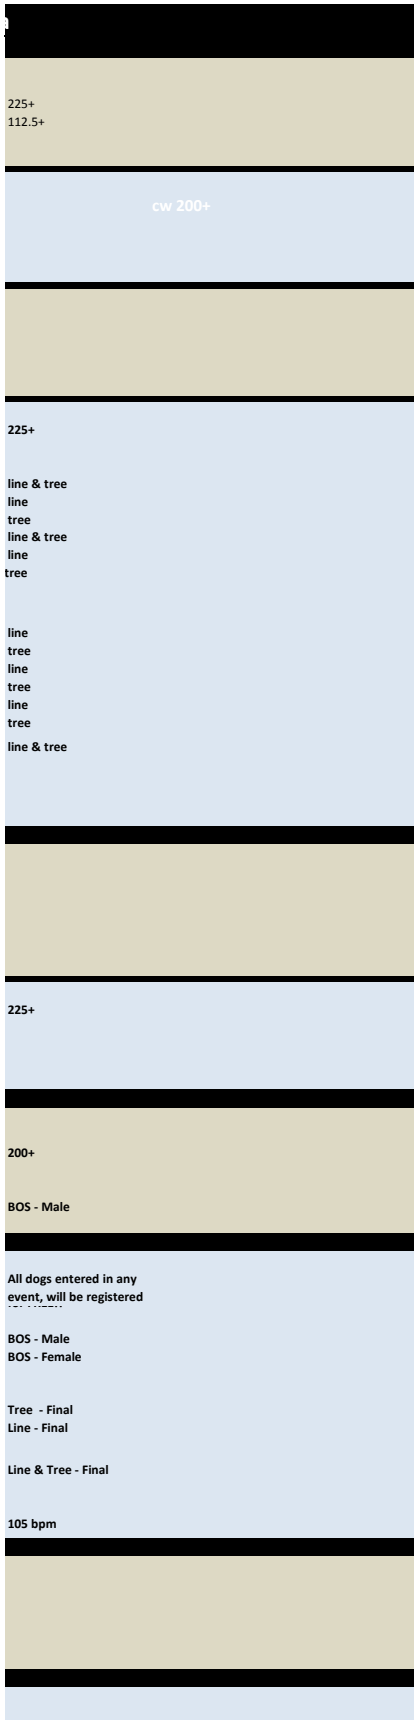 225+
112.5+
cw 200+
225+
line & tree
line
tree
line & tree
line
tree
line
tree
line
tree
line
tree
line & tree
225+
200+
BOS - Male
All dogs entered in any
event, will be registered
BOS - Male
BOS - Female
Tree - Final
Line - Final
Line & Tree - Final
105 bpm